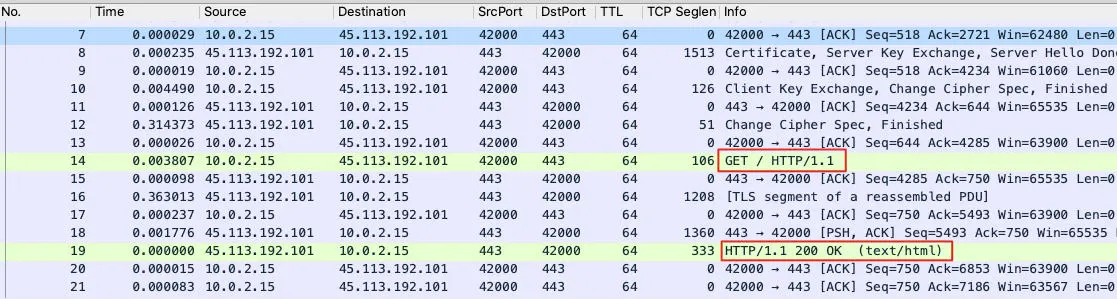 No. Time Source Destination SrcPort DstPort TTL TCP Seglen Info
7 0.000029 10.0.2.15 45.113.192.101 42000 443 64 0 42000 → 443 [ACK] Seq=518 Ack=2721 Win=62480 Len=0
8 0.000235 45.113.192.101 10.0.2.15 443 42000 64 1513 Certificate, Server Key Exchange, Server Hello Done
9 0.000019 10.0.2.15 45.113.192.101 42000 443 64 0 42000 → 443 [ACK] Seq=518 Ack=4234 Win=61060 Len=0
10 0.004490 10.0.2.15 45.113.192.101 42000 443 64 126 Client Key Exchange, Change Cipher Spec, Finished
11 0.000126 45.113.192.101 10.0.2.15 443 42000 64 0 443 → 42000 [ACK] Seq=4234 Ack=644 Win=65535 Len=0
12 0.314373 45.113.192.101 10.0.2.15 443 42000 64 51 Change Cipher Spec, Finished
13 0.000026 10.0.2.15 45.113.192.101 42000 443 64 0 42000 → 443 [ACK] Seq=644 Ack=4285 Win=63900 Len=0
14 0.003807 10.0.2.15 45.113.192.101 42000 443 64 106 GET / HTTP/1.1
15 0.000098 45.113.192.101 10.0.2.15 443 42000 64 0 443 → 42000 [ACK] Seq=4285 Ack=750 Win=65535 Len=0
16 0.363013 45.113.192.101 10.0.2.15 443 42000 64 1208 [TLS segment of a reassembled PDU]
17 0.000237 10.0.2.15 45.113.192.101 42000 443 64 0 42000 → 443 [ACK] Seq=750 Ack=5493 Win=63900 Len=0
18 0.001776 45.113.192.101 10.0.2.15 443 42000 64 1360 443 → 42000 [PSH, ACK] Seq=5493 Ack=750 Win=65535
19 0.000000 45.113.192.101 10.0.2.15 443 42000 64 333 HTTP/1.1 200 OK (text/html)
20 0.000015 10.0.2.15 45.113.192.101 42000 443 64 0 42000 → 443 [ACK] Seq=750 Ack=6853 Win=63900 Len=0
21 0.000083 10.0.2.15 45.113.192.101 42000 443 64 0 42000 → 443 [ACK] Seq=750 Ack=7186 Win=63567 Len=0